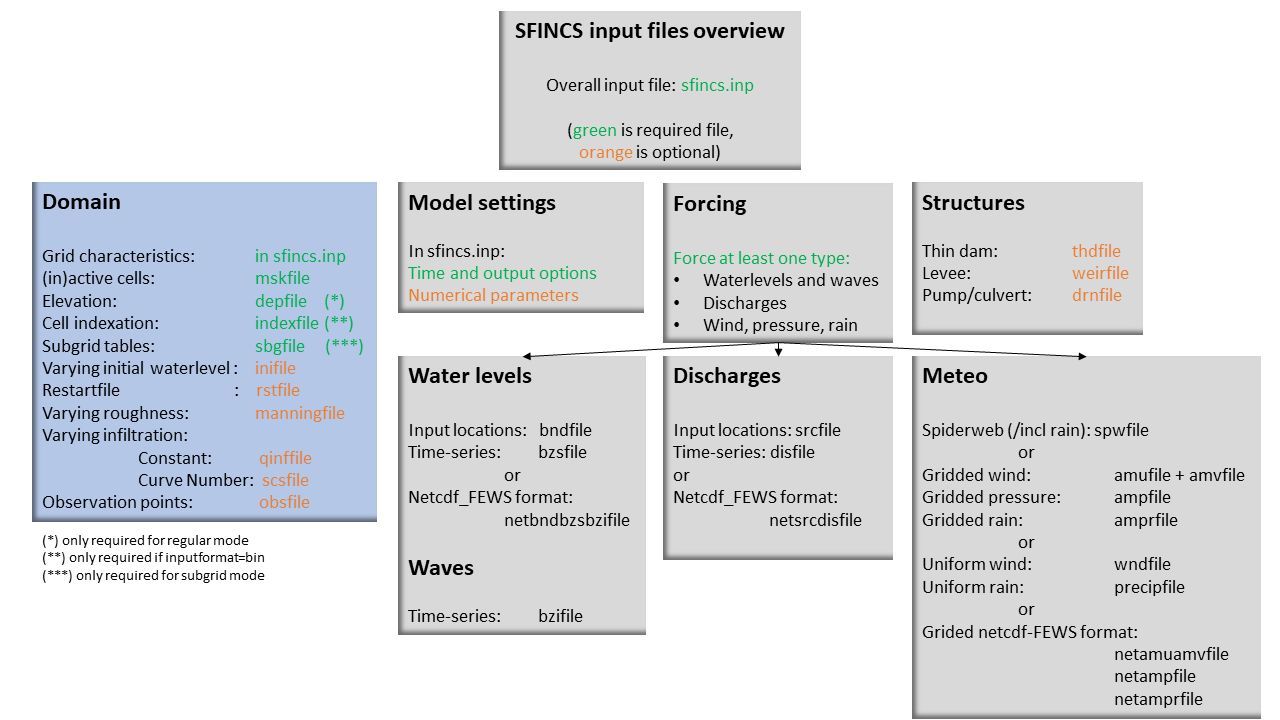 SFINCS input files overview
Overall input file: sfincs.inp
(green is required file,
orange is optional)
Domain
Grid characteristics: in sfincs.inp
(in)active cells: mskfile
Elevation: depfile (*)
Cell indexation: indexfile (**)
Subgrid tables: sbgfile (***)
Varying initial waterlevel : inifile
Restartfile : rstfile
Varying roughness: manningfile
Varying infiltration:
Constant: qinffile
Curve Number: scsfile
Observation points: obsfile
(*) only required for regular mode
(**) only required if inputformat=bin
(***) only required for subgrid mode
Model settings
In sfincs.inp:
Time and output options
Numerical parameters
Forcing
Force at least one type:
• Waterlevels and waves
• Discharges
• Wind, pressure, rain
Structures
Thin dam: thdfile
Levee: weirfile
Pump/culvert: drnfile
Water levels
Input locations: bndfile
Time-series: bzsfile
or
Netcdf_FEWS format:
netbndbzsbzifile
Waves
Time-series: bzifile
Discharges
Input locations: srcfile
Time-series: disfile
or
Netcdf_FEWS format:
netsrcdisfile
Meteo
Spiderweb (/incl rain): spwfile
or
Gridded wind: amufile + amvfile
Gridded pressure: ampfile
Gridded rain: amprfile
or
Uniform wind: wndfile
Uniform rain: precipfile
or
Grided netcdf-FEWS format:
netamuamvfile
netampfile
netamprfile